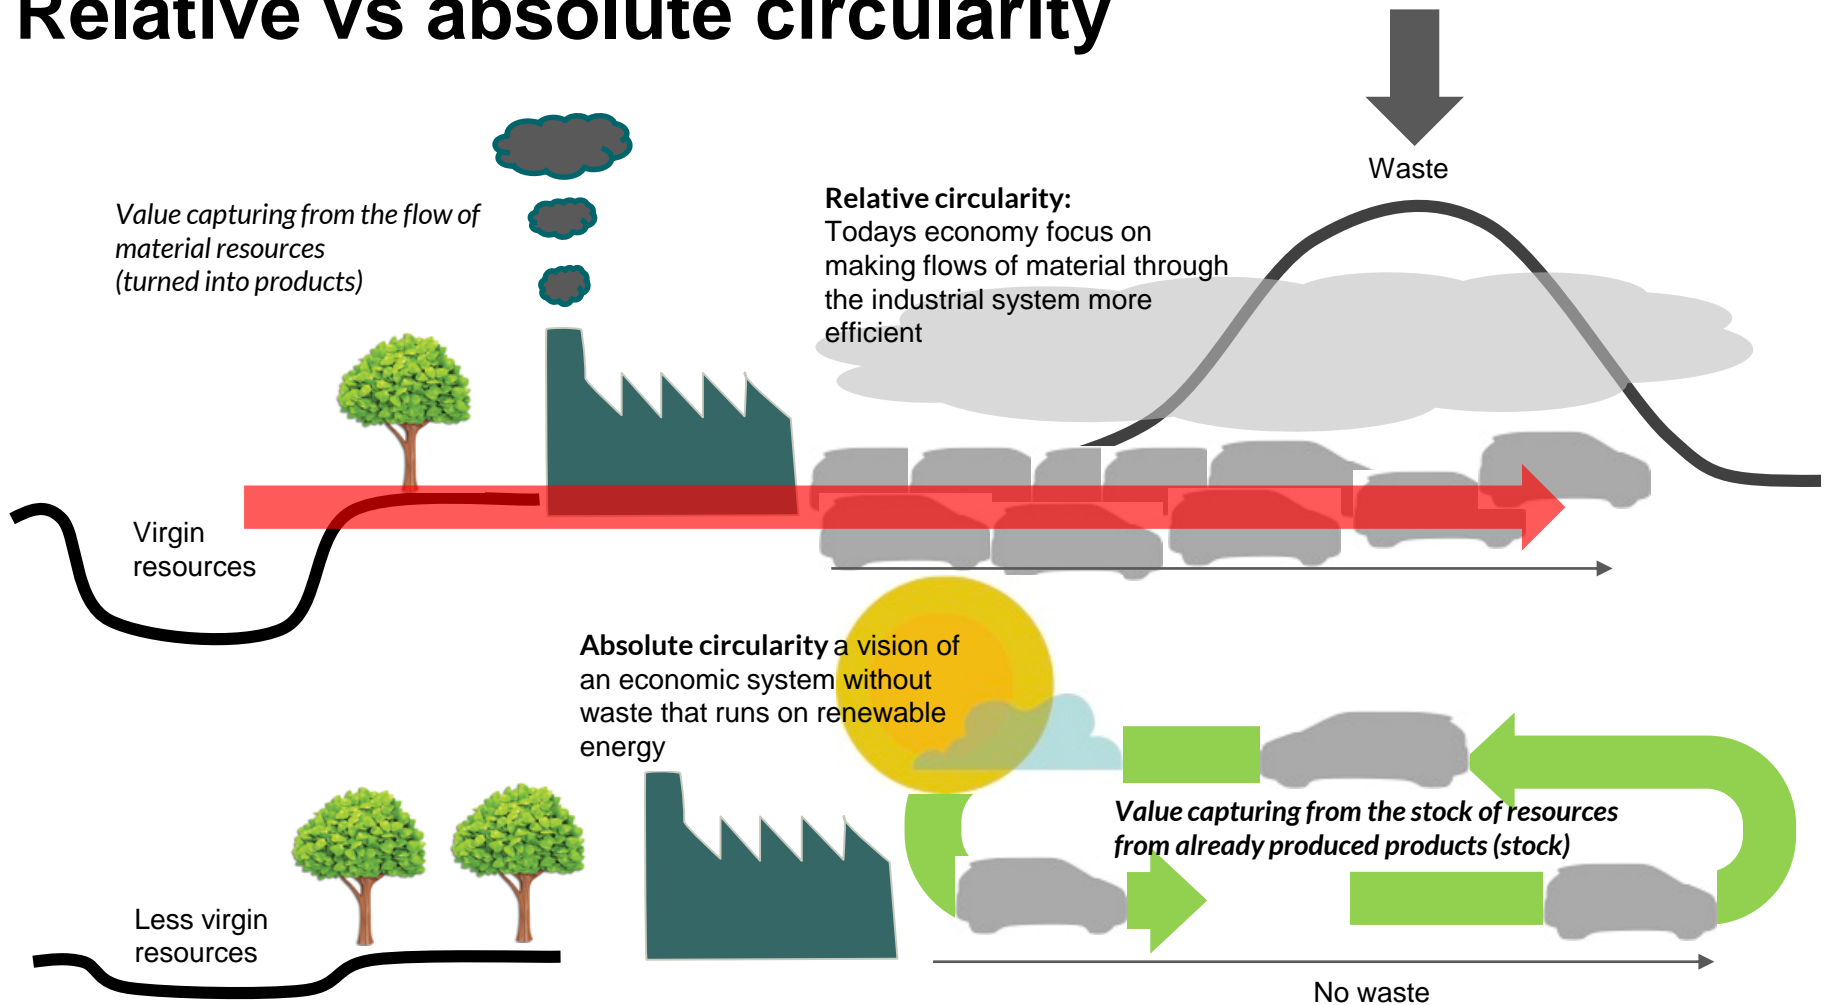 Relative vs absolute circularity
Waste
Value capturing from the flow of
material resources
(turned into products)
Relative circularity:
Todays economy focus on
making flows of material through
the industrial system more
efficient
Virgin
resources
Absolute circularity a vision of
an economic system without
waste that runs on renewable
energy
Value capturing from the stock of resources
from already produced products (stock)
Less virgin
resources
No waste